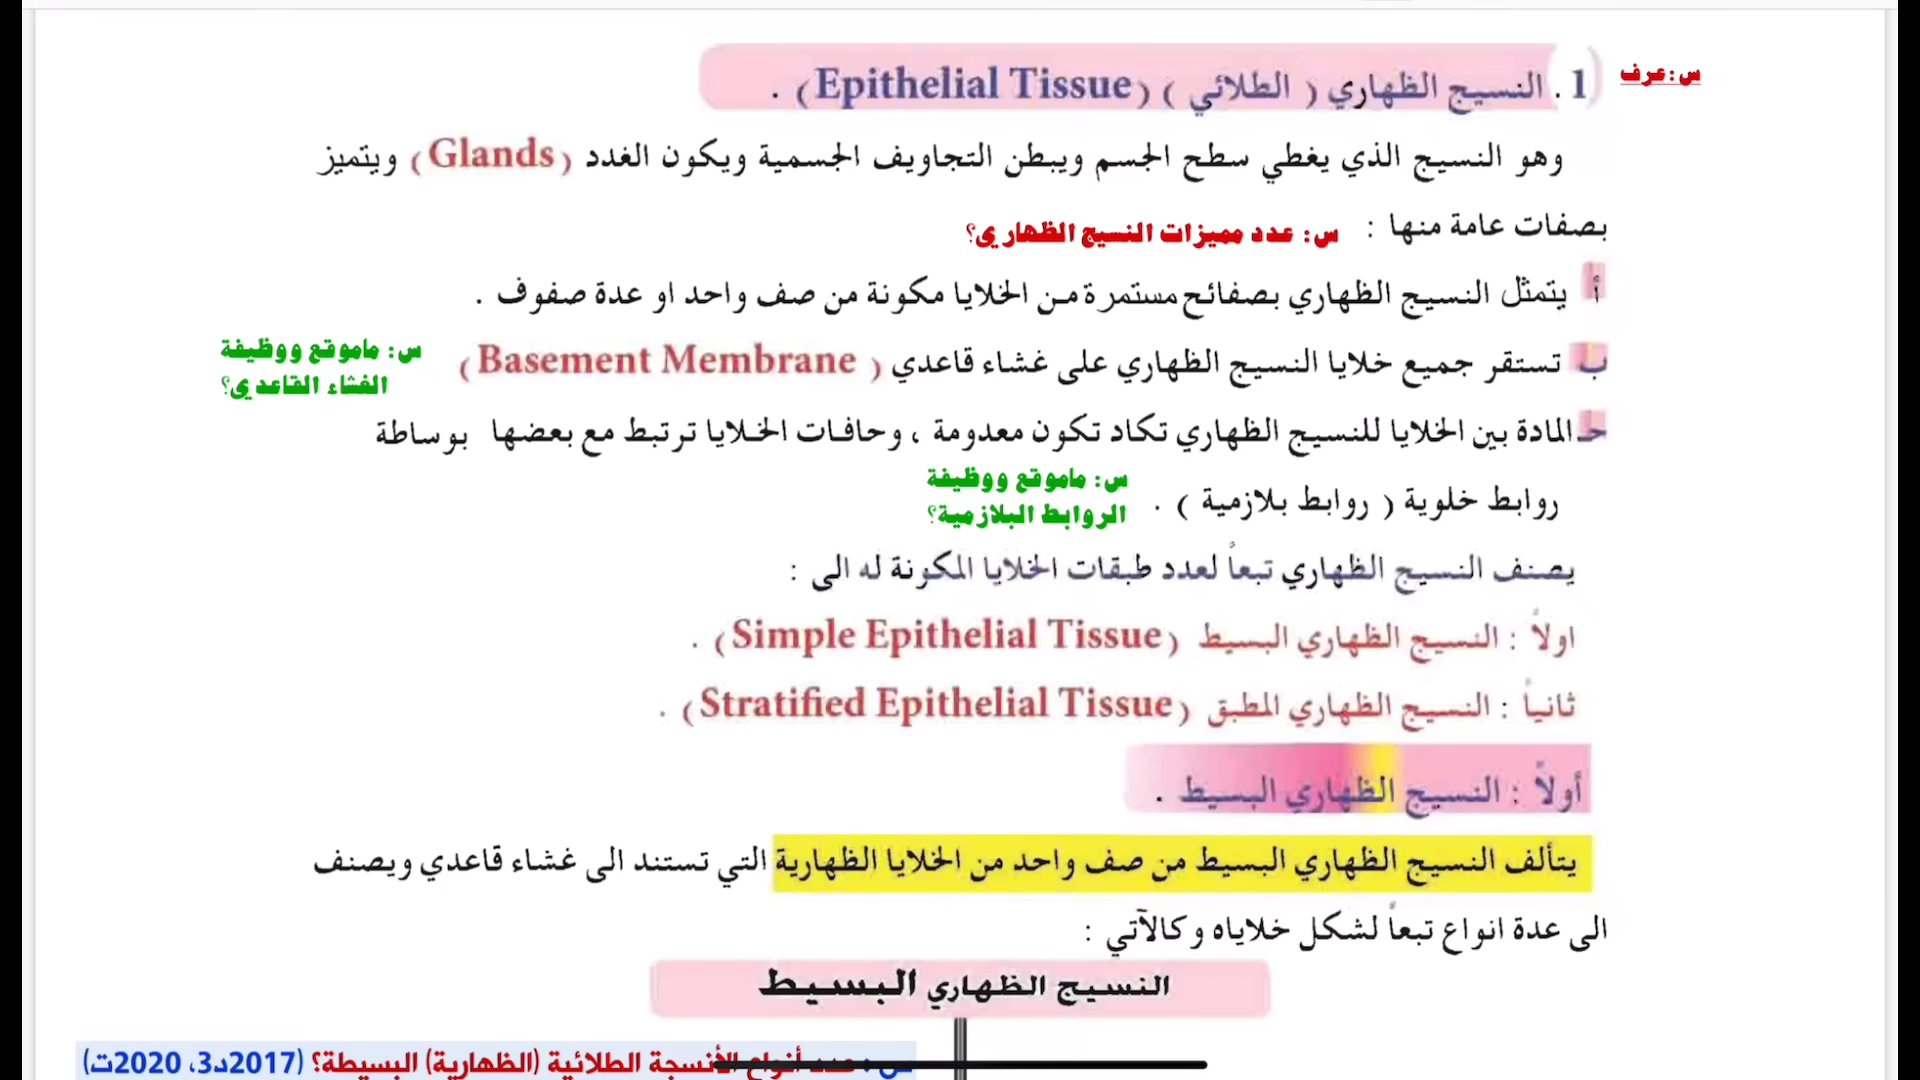 س:عرف
1 . النسيج الظهاري ( الطلائي ) (Epithelial Tissue) .
وهو النسيج الذي يغطي سطح الجسم ويبطن التجاويف الجسمية ويكون الغدد (Glands) ويتميز
بصفات عامة منها :
س: عدد مميزات النسيج الظهاري؟
أ يتمثل النسيج الظهاري بصفائح مستمرة من الخلايا مكونة من صف واحد او عدة صفوف .
ب تستقر جميع خلايا النسيج الظهاري على غشاء قاعدي (Basement Membrane)
س: ماموقع ووظيفة
الغشاء القاعدي؟
حـ المادة بين الخلايا للنسيج الظهاري تكاد تكون معدومة ، وحافات الخلايا ترتبط مع بعضها بوساطة
روابط خلوية ( روابط بلازمية ) .
س: ماموقع ووظيفة
الروابط البلازمية؟
يصنف النسيج الظهاري تبعاً لعدد طبقات الخلايا المكونة له الى :
اولاً : النسيج الظهاري البسيط (Simple Epithelial Tissue) .
ثانياً : النسيج الظهاري المطبق (Stratified Epithelial Tissue) .
أولاً : النسيج الظهاري البسيط .
يتألف النسيج الظهاري البسيط من صف واحد من الخلايا الظهارية التي تستند الى غشاء قاعدي ويصنف
الى عدة انواع تبعاً لشكل خلاياه وكالآتي :
النسيج الظهاري البسيط
س: عدد أنواع الأنسجة الطلائية (الظهارية) البسيطة؟ (2017د3، 2020ت)